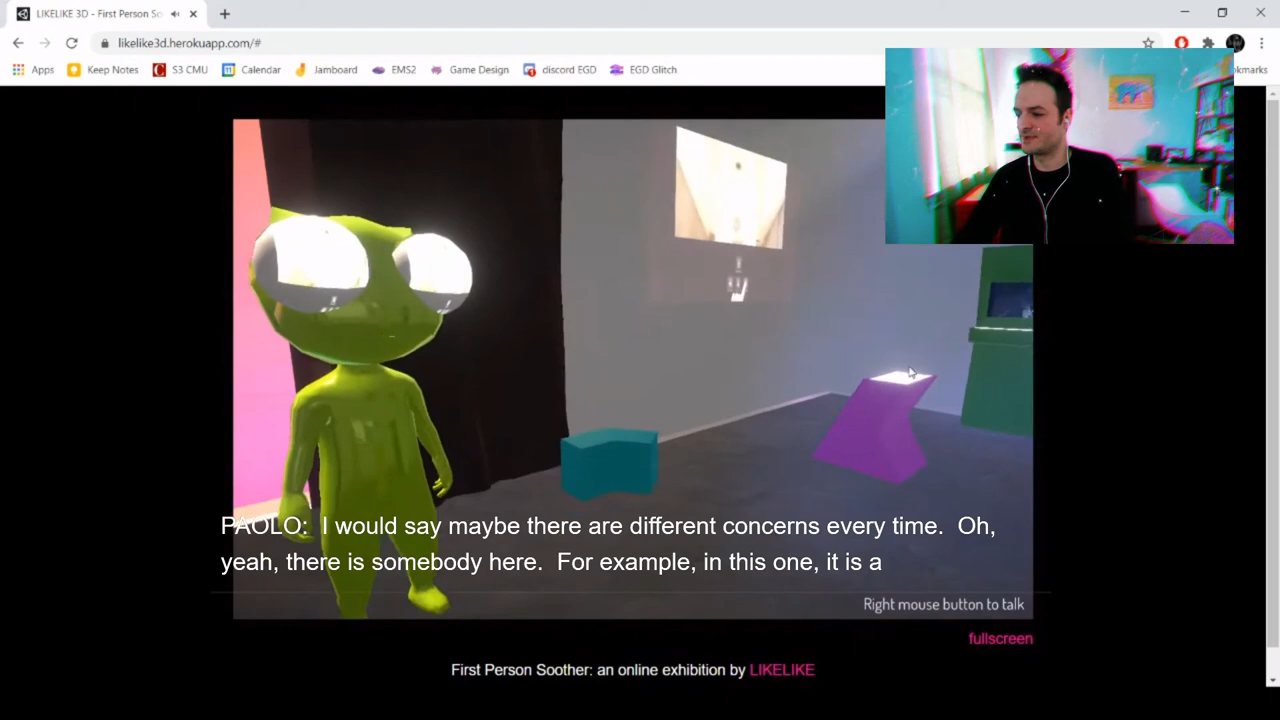 LIKELIKE 3D - First Person So
likelike3d.herokuapp.com/#
Apps Keep Notes S3 CMU Calendar Jamboard EMS2 Game Design discord EGD EGD Glitch okmarks
PAOLO: I would say maybe there are different concerns every time. Oh,
yeah, there is somebody here. For example, in this one, it is a
Right mouse button to talk
fullscreen
First Person Soother: an online exhibition by LIKELIKE